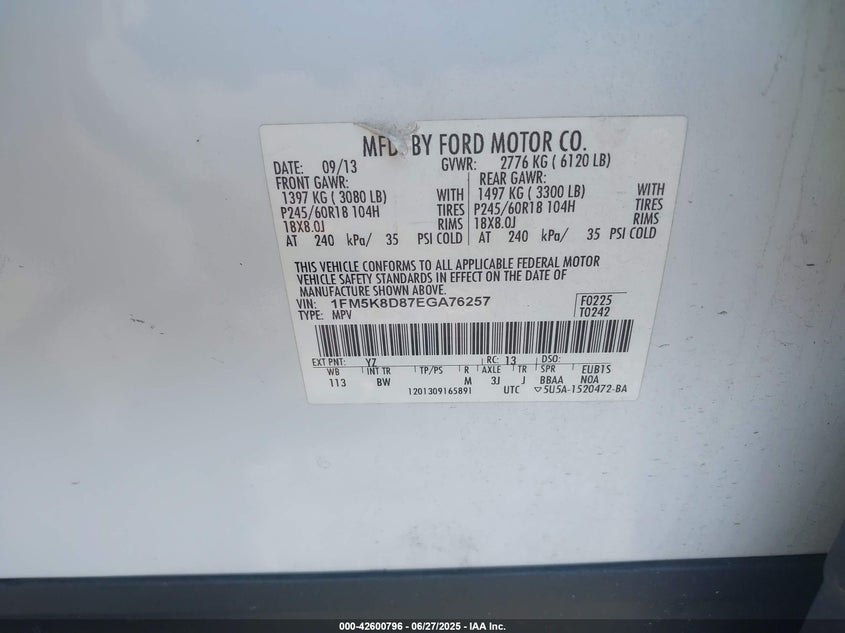 MFD. BY FORD MOTOR CO.
DATE: 09/13 GVWR: 2776 KG ( 6120 LB)
FRONT GAWR: REAR GAWR:
1397 KG ( 3080 LB) WITH 1497 KG ( 3300 LB) WITH
P245/60R18 104H TIRES P245/60R18 104H TIRES
18X8.0J RIMS 18X8.0J RIMS
AT 240 kPa/ 35 PSI COLD AT 240 kPa/ 35 PSI COLD
THIS VEHICLE CONFORMS TO ALL APPLICABLE FEDERAL MOTOR
VEHICLE SAFETY STANDARDS IN EFFECT ON THE DATE OF
MANUFACTURE SHOWN ABOVE.
VIN: 1FM5K8D87EGA76257 F0225
TYPE: MPV T0242
EXT PNT: YZ RC: 13 DSO:
WB INT TR TP/PS R AXLE TR SPR EUB1S
113 BW M 3J J BBAA N0A
1201309165891 UTC ▽5U5A-1520472-BA
000-42600796 - 06/27/2025 - IAA Inc.